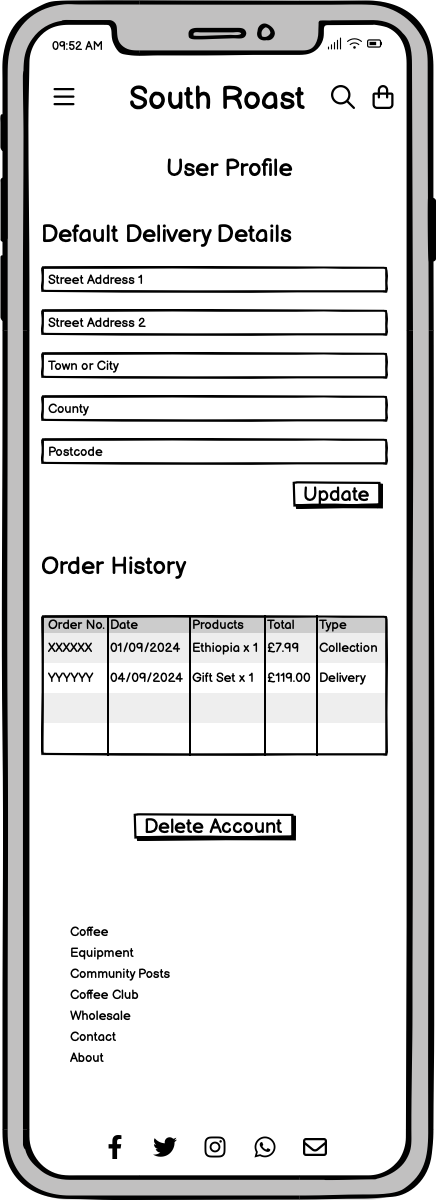 09:52 AM
South Roast
User Profile
Default Delivery Details
Street Address 1
Street Address 2
Town or City
County
Postcode
Update
Order History
Order No. Date Products Total Type
XXXXXX 01/09/2024 Ethiopia x 1 £7.99 Collection
YYYYYY 04/09/2024 Gift Set x 1 £119.00 Delivery
Delete Account
Coffee
Equipment
Community Posts
Coffee Club
Wholesale
Contact
About